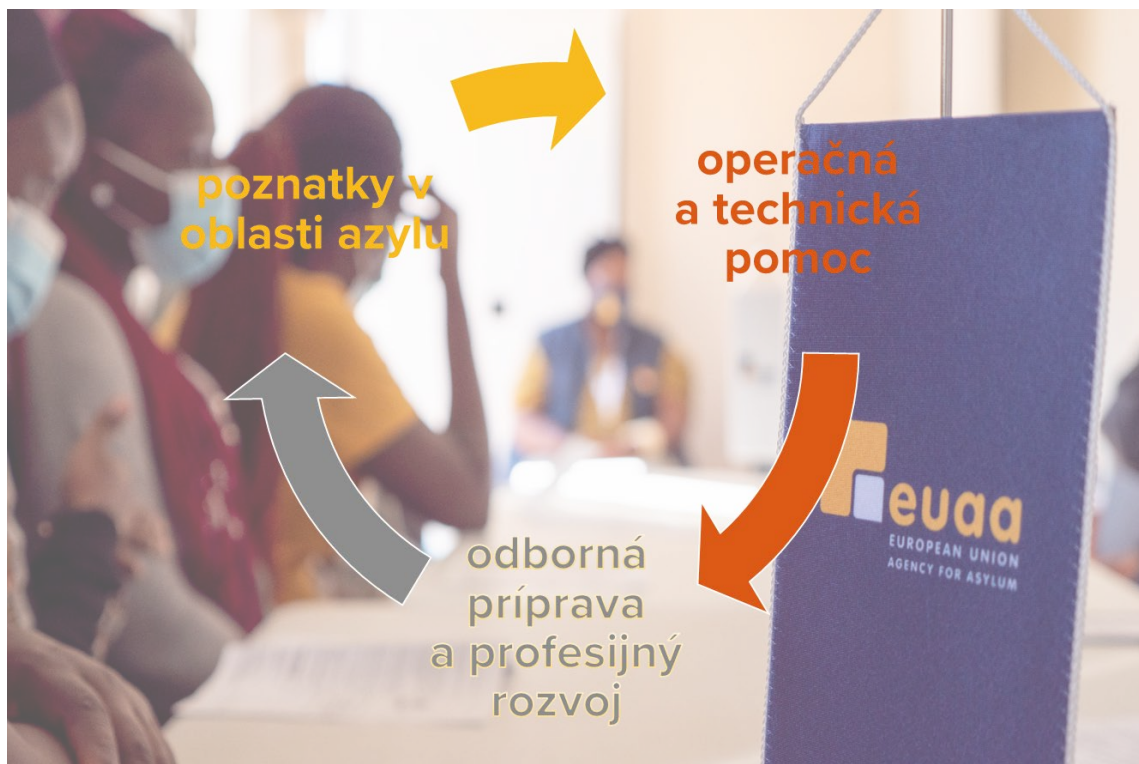 poznatky v
oblasti azylu
operačná
a technická
pomoc
odborná
príprava
a profesijný
rozvoj
euaa
EUROPEAN UNION
AGENCY FOR ASYLUM